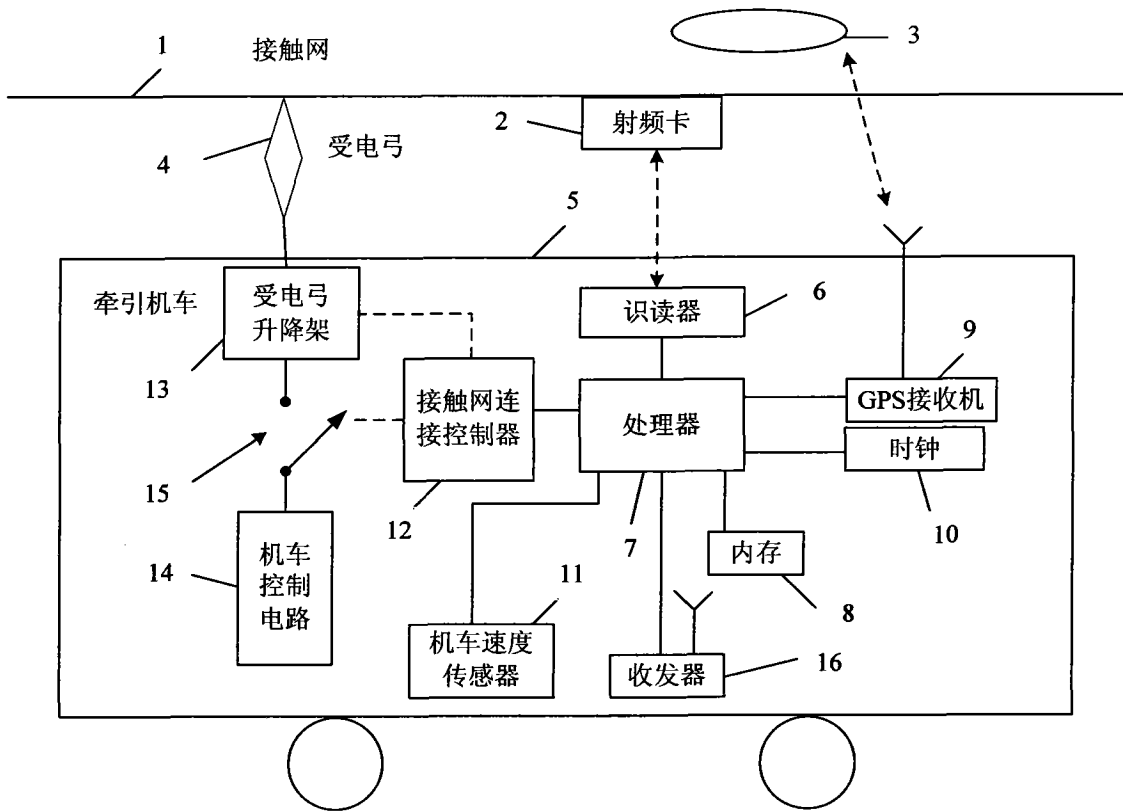 1
接触网
3
2
射频卡
4
受电弓
5
牵引机车
受电弓
升降架
识读器
6
13
9
接触网连
接控制器
处理器
GPS接收机
时钟
15
12
7
10
机车
控制
电路
14
内存
11
8
机车速度
传感器
收发器
16